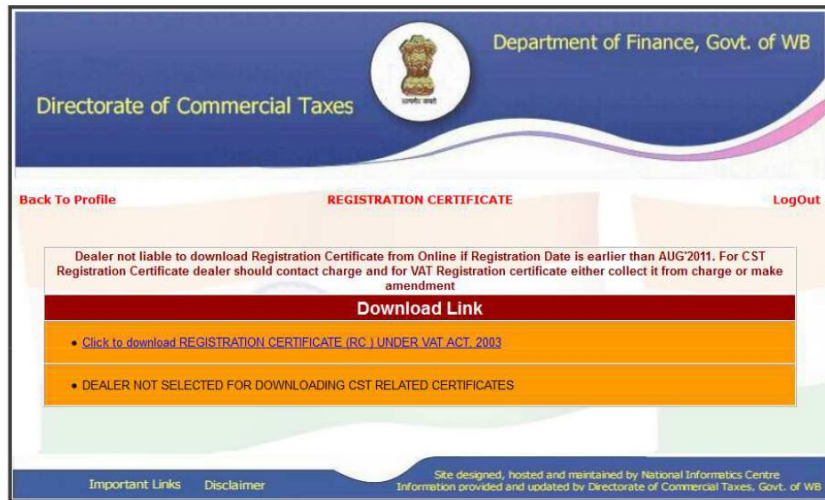 Department of Finance, Govt. of WB
Directorate of Commercial Taxes
सत्यमेव जयते
Back To Profile
REGISTRATION CERTIFICATE
LogOut
Dealer not liable to download Registration Certificate from Online if Registration Date is earlier than AUG'2011. For CST
Registration Certificate dealer should contact charge and for VAT Registration certificate either collect it from charge or make
amendment
Download Link
Click to download REGISTRATION CERTIFICATE (RC ) UNDER VAT ACT, 2003
DEALER NOT SELECTED FOR DOWNLOADING CST RELATED CERTIFICATES
Important Links Disclaimer
Site designed, hosted and maintained by National Informatics Centre
Information provided and updated by Directorate of Commercial Taxes, Govt. of WB